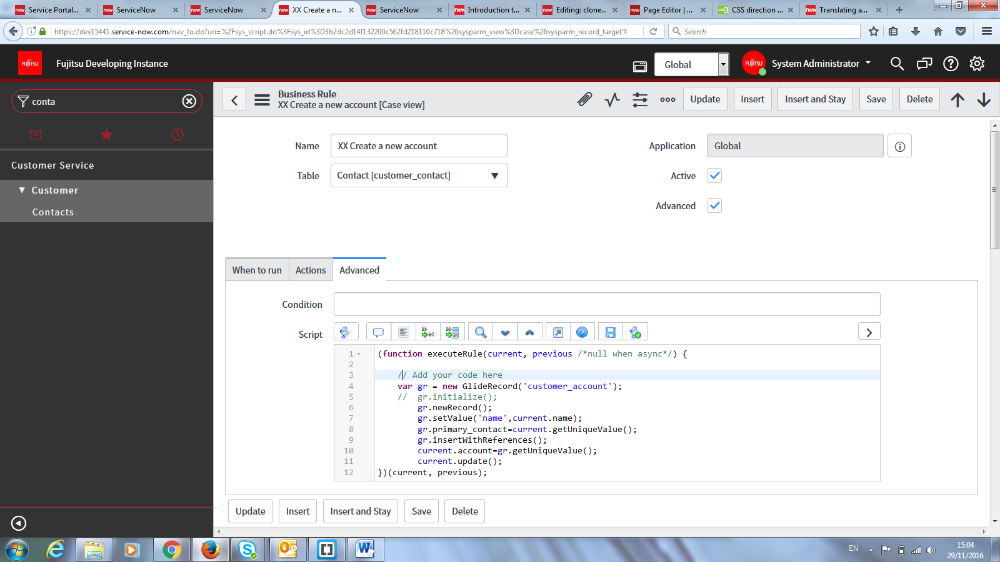 Service Portal...
ServiceNow
ServiceNow
XX Create a n...
ServiceNow
Introduction t...
Editing: clone...
Page Editor | ...
CSS direction ...
Translating a...
https://dev15441.service-now.com/nav_to.do?uri=%2Fsys_script.do%3Fsys_id%3D3b2dc2d14f132200c562fd218110c718%26sysparm_view%3Dcase%26sysparm_record_target%
Search
FUJITSU
Fujitsu Developing Instance
Global
FUJITSU
System Administrator
conta
Customer Service
Customer
Contacts
Business Rule
XX Create a new account [Case view]
Update
Insert
Insert and Stay
Save
Delete
Name
XX Create a new account
Application
Global
Table
Contact [customer_contact]
Active
Advanced
When to run
Actions
Advanced
Condition
Script
1 (function executeRule(current, previous /*null when async*/) {
2
3 // Add your code here
4 var gr = new GlideRecord('customer_account');
5 // gr.initialize();
6 gr.newRecord();
7 gr.setValue('name',current.name);
8 gr.primary_contact=current.getUniqueValue();
9 gr.insertWithReferences();
10 current.account=gr.getUniqueValue();
11 current.update();
12 })(current, previous);
Update
Insert
Insert and Stay
Save
Delete
EN
15:04
29/11/2016